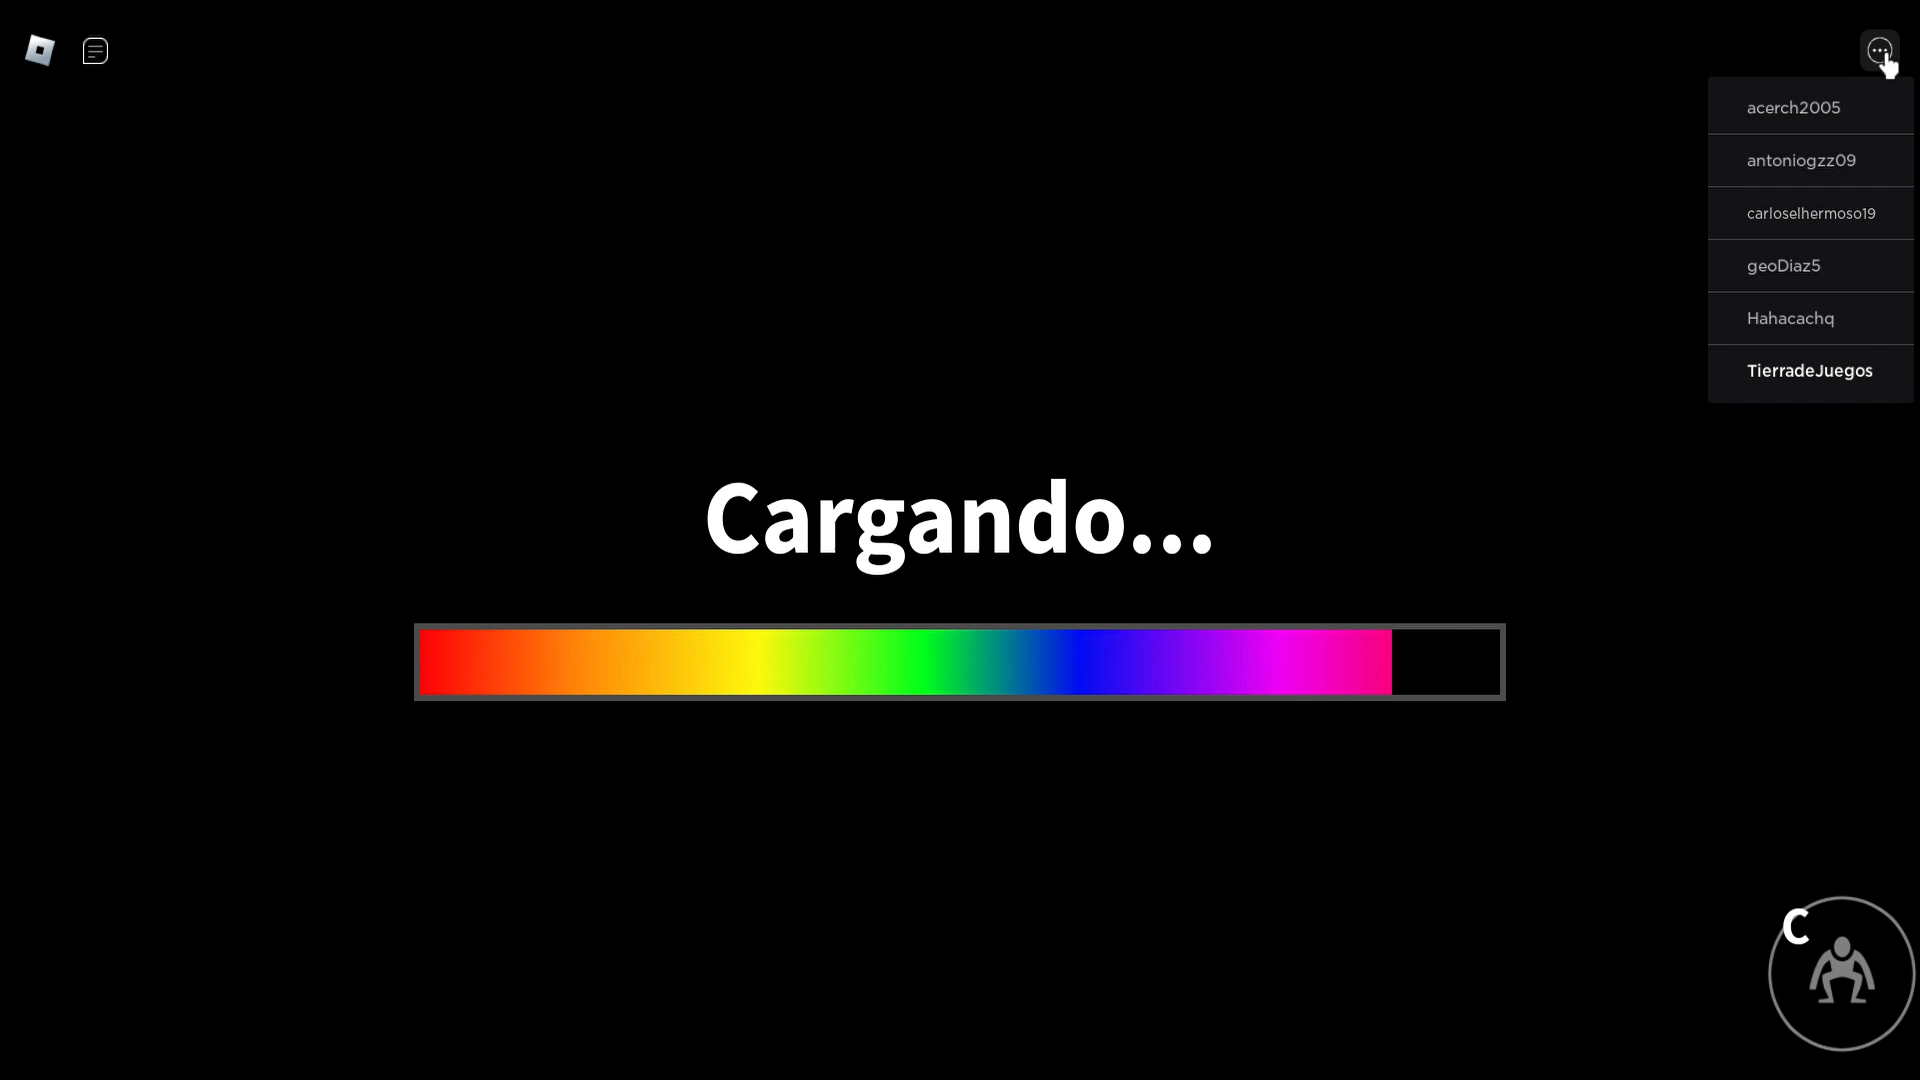 acerch2005
antoniogzz09
carloselhermoso19
geoDiaz5
Hahacachq
TierradeJuegos
Cargando...
C